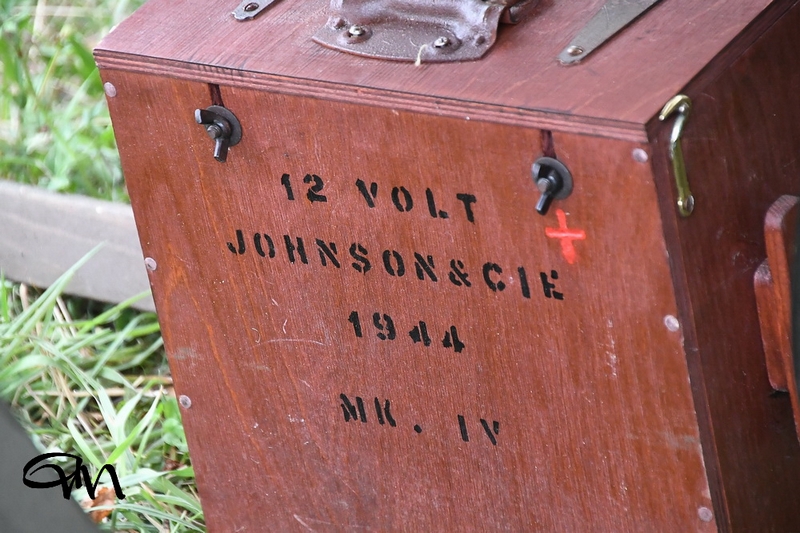 12 VOLT
JOHNSON&CIE
+
1944
MK. IV